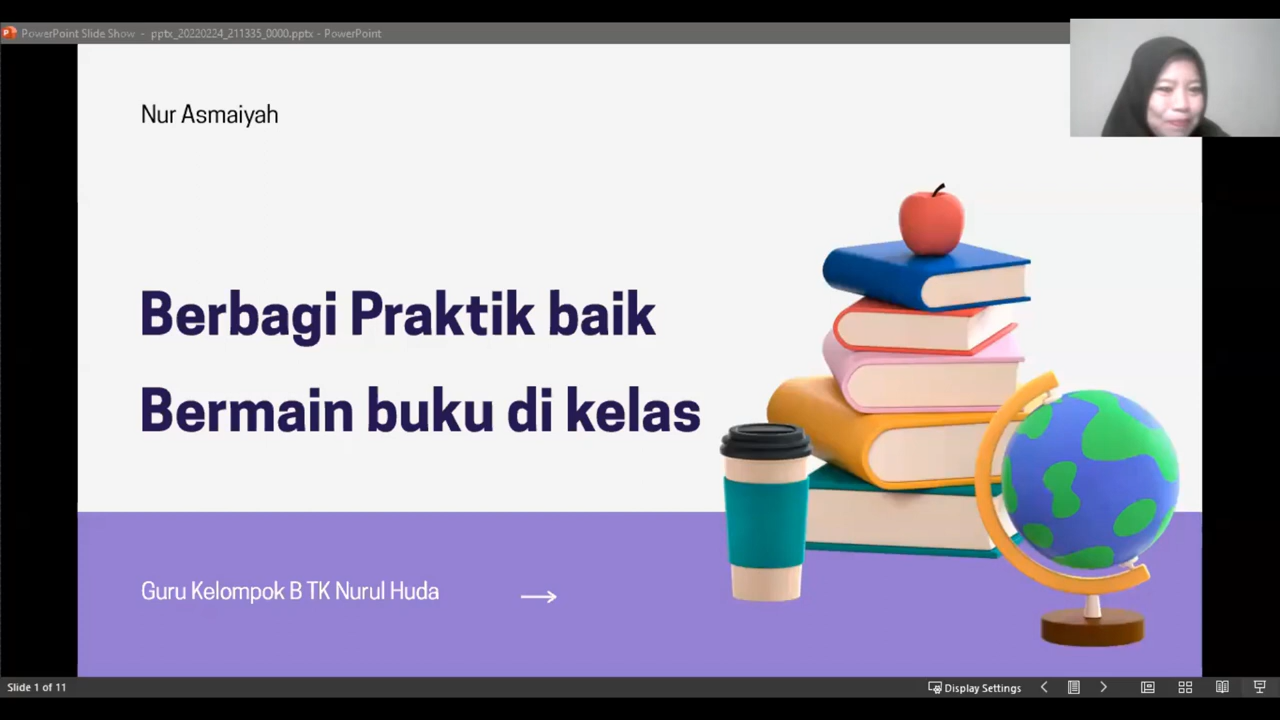 PowerPoint Slide Show - pptx_20220224_211335_0000.pptx - PowerPoint
Nur Asmaiyah
Berbagi Praktik baik
Bermain buku di kelas
Guru Kelompok B TK Nurul Huda
Slide 1 of 11
Display Settings